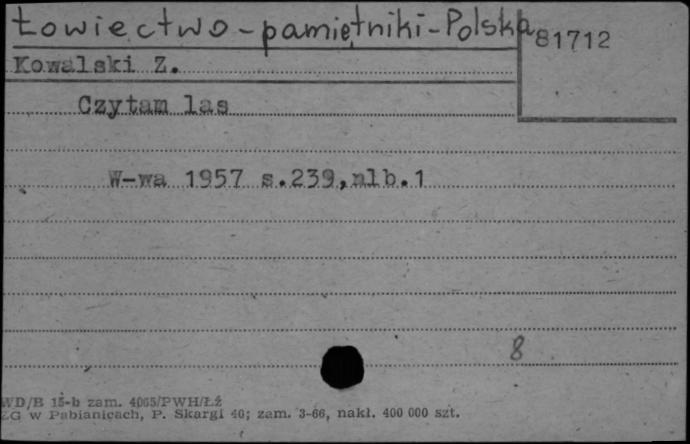 Łowiectwo - pamiętniki - Polska
81712
Kowalski Z.
Czytam las
W-wa 1957 s.239,nlb.1
8
WD/B 15-b zam. 4065/PWH/Łź
ZG w Pabianicach, P. Skargi 40; zam. 3-66, nakł. 400 000 szt.